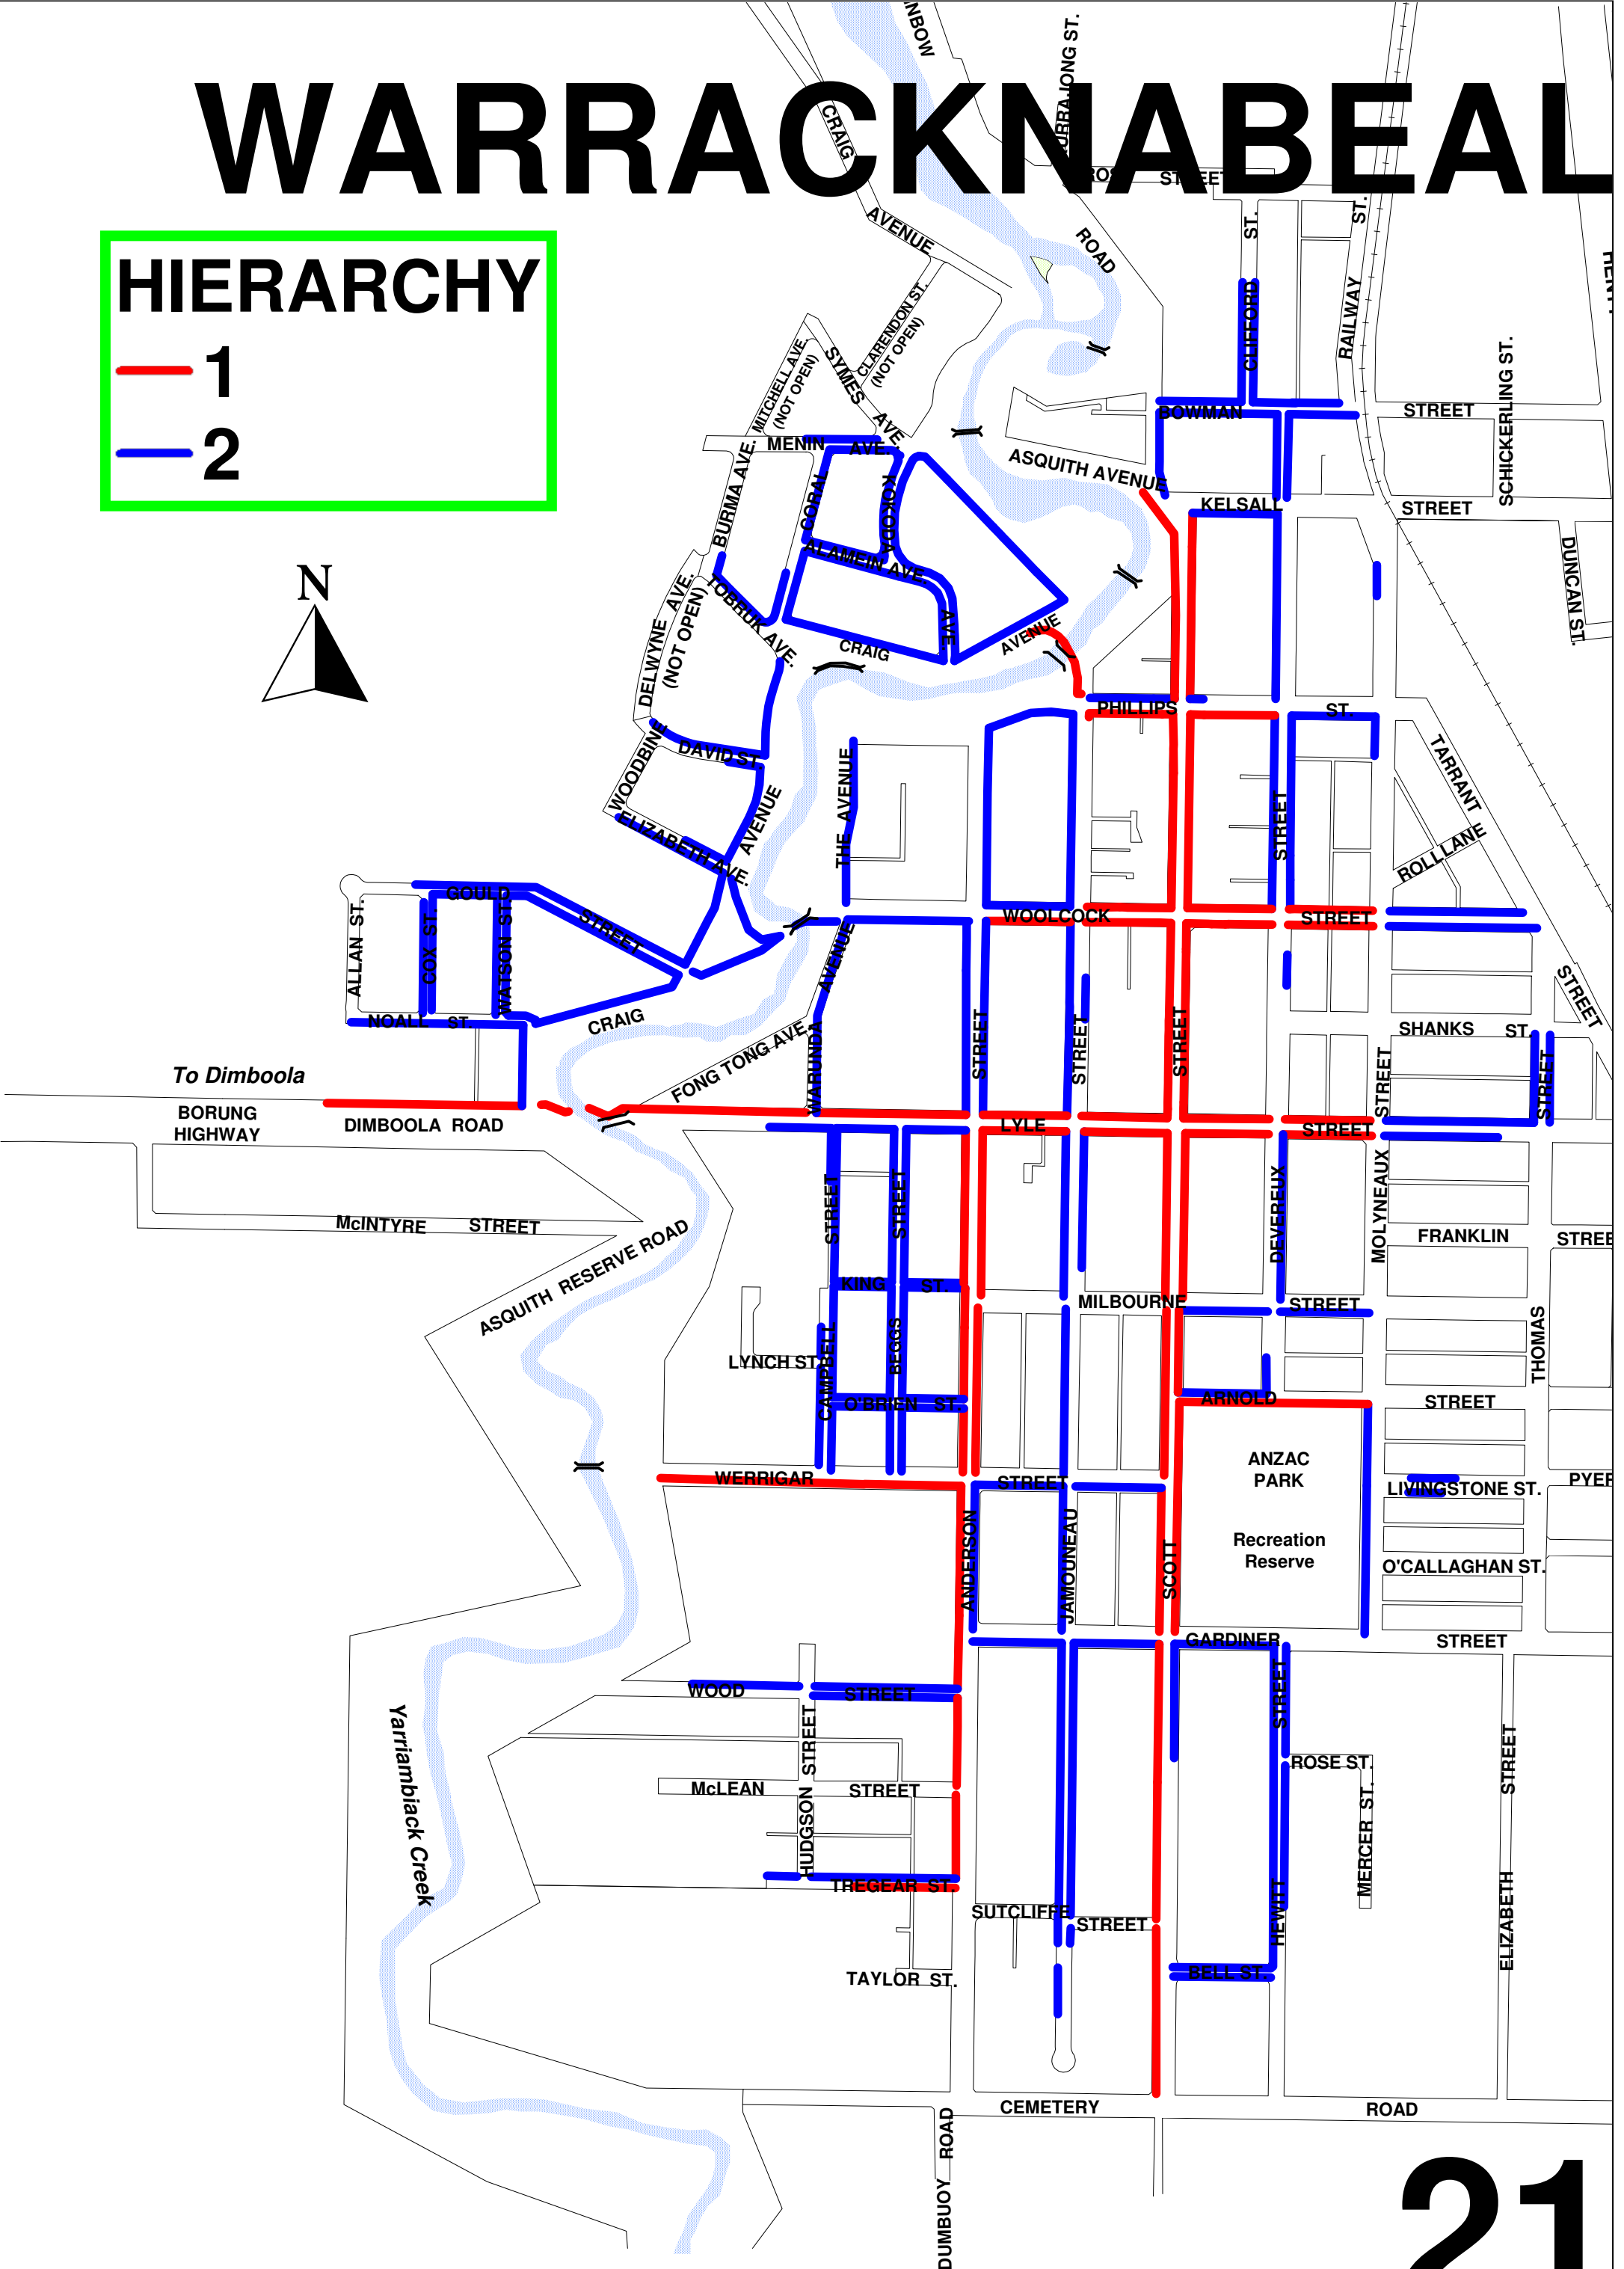 NBOW
URRAJONG ST.
WARRACKNABEAL
CRAIG
AVENUE
ROS STREET
ROAD
ST.
ST.
HIERARCHY
1
2
CLARENDON ST.
(NOT OPEN)
MITCHELL AVE.
(NOT OPEN)
SYMES AVE.
CLIFFORD
RAILWAY
SCHICKERLING ST.
BOWMAN
STREET
MENIN AVE.
BURMA AVE.
CORAL
KOKODA
AVE.
ASQUITH AVENUE
KELSALL
STREET
DUNCAN ST.
ALAMEIN AVE.
N
DELWYNE AVE.
(NOT OPEN)
TOBRUK AVE.
CRAIG
AVENUE
PHILLIPS
ST.
WOODBINE
DAVID ST.
AVENUE
THE AVENUE
STREET
TARRANT
STREET
ROLL LANE
ELIZABETH AVE.
GOULD
STREET
ALLAN ST.
COX ST.
WATSON ST.
NOALL ST.
CRAIG
WOOLCOCK
STREET
WARUNDA
AVENUE
FONG TONG AVE.
STREET
STREET
STREET
SHANKS ST.
STREET
STREET
To Dimboola
BORUNG
HIGHWAY
DIMBOOLA ROAD
LYLE
STREET
McINTYRE STREET
ASQUITH RESERVE ROAD
STREET
STREET
DEVEREUX
MOLYNEAUX
FRANKLIN
STREE
KING ST.
MILBOURNE
STREET
LYNCH ST.
CAMPBELL
BEGGS
THOMAS
O'BRIEN ST.
ARNOLD
STREET
ANZAC
PARK
WERRIGAR
STREET
LIVINGSTONE ST.
PYER
ANDERSON
JAMOUNEAU
SCOTT
Recreation
Reserve
O'CALLAGHAN ST.
GARDINER
STREET
WOOD
STREET
STREET
Yarriambiack Creek
HUDGSON STREET
ROSE ST.
McLEAN
STREET
MERCER ST.
ELIZABETH STREET
TREGEAR ST.
HEWITT
SUTCLIFFE
STREET
TAYLOR ST.
BELL ST.
CEMETERY
ROAD
DUMBUOY ROAD
21